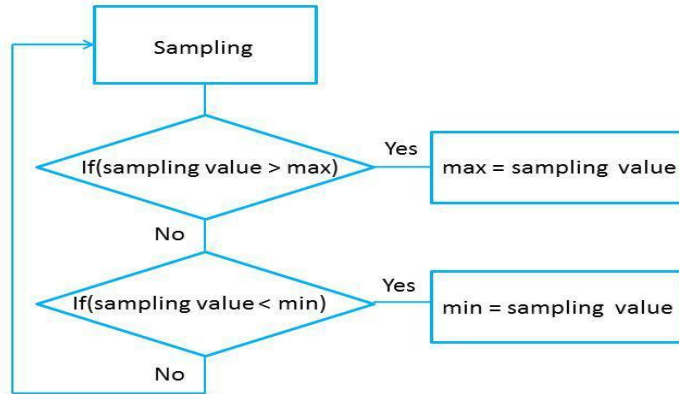 Sampling
If(sampling value > max)
Yes
max = sampling value
No
If(sampling value < min)
Yes
min = sampling value
No